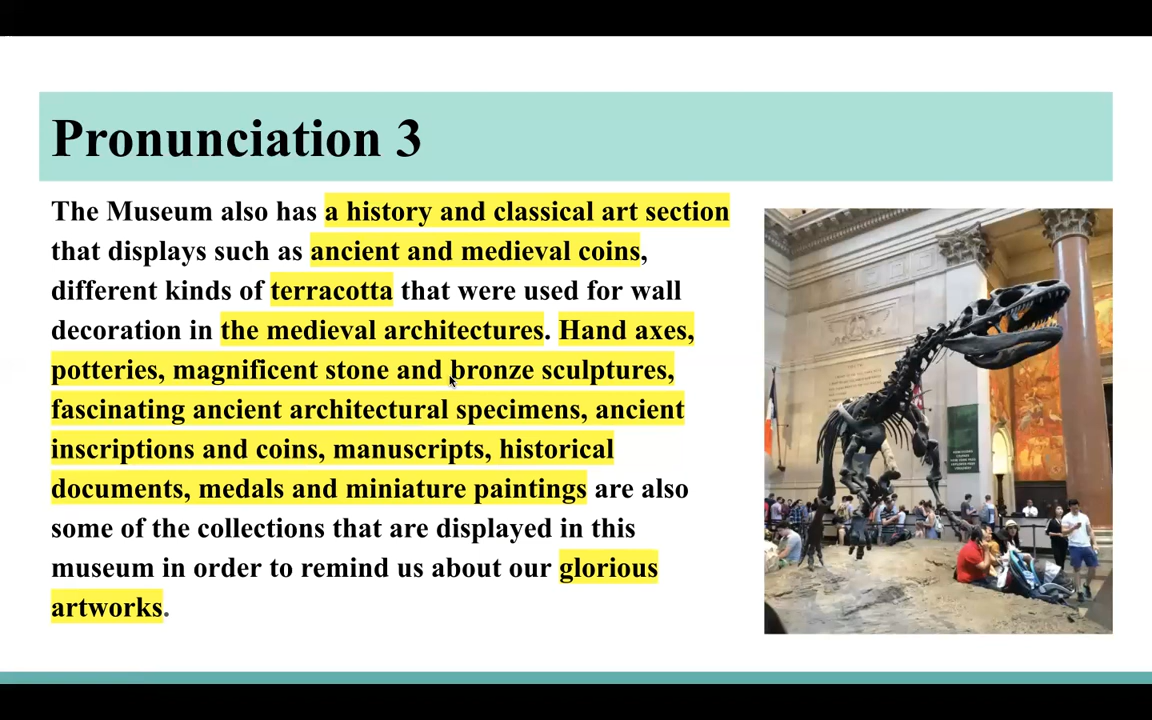 Pronunciation 3
The Museum also has a history and classical art section
that displays such as ancient and medieval coins,
different kinds of terracotta that were used for wall
decoration in the medieval architectures. Hand axes,
potteries, magnificent stone and bronze sculptures,
fascinating ancient architectural specimens, ancient
inscriptions and coins, manuscripts, historical
documents, medals and miniature paintings are also
some of the collections that are displayed in this
museum in order to remind us about our glorious
artworks.